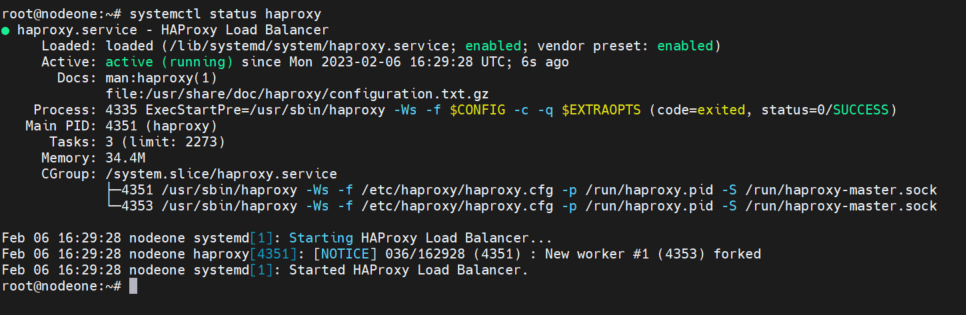 root@nodeone:~# systemctl status haproxy
● haproxy.service - HAProxy Load Balancer
     Loaded: loaded (/lib/systemd/system/haproxy.service; enabled; vendor preset: enabled)
     Active: active (running) since Mon 2023-02-06 16:29:28 UTC; 6s ago
       Docs: man:haproxy(1)
             file:/usr/share/doc/haproxy/configuration.txt.gz
    Process: 4335 ExecStartPre=/usr/sbin/haproxy -Ws -f $CONFIG -c -q $EXTRAOPTS (code=exited, status=0/SUCCESS)
   Main PID: 4351 (haproxy)
      Tasks: 3 (limit: 2273)
     Memory: 34.4M
     CGroup: /system.slice/haproxy.service
             ├─4351 /usr/sbin/haproxy -Ws -f /etc/haproxy/haproxy.cfg -p /run/haproxy.pid -S /run/haproxy-master.sock
             └─4353 /usr/sbin/haproxy -Ws -f /etc/haproxy/haproxy.cfg -p /run/haproxy.pid -S /run/haproxy-master.sock

Feb 06 16:29:28 nodeone systemd[1]: Starting HAProxy Load Balancer...
Feb 06 16:29:28 nodeone haproxy[4351]: [NOTICE] 036/162928 (4351) : New worker #1 (4353) forked
Feb 06 16:29:28 nodeone systemd[1]: Started HAProxy Load Balancer.
root@nodeone:~#